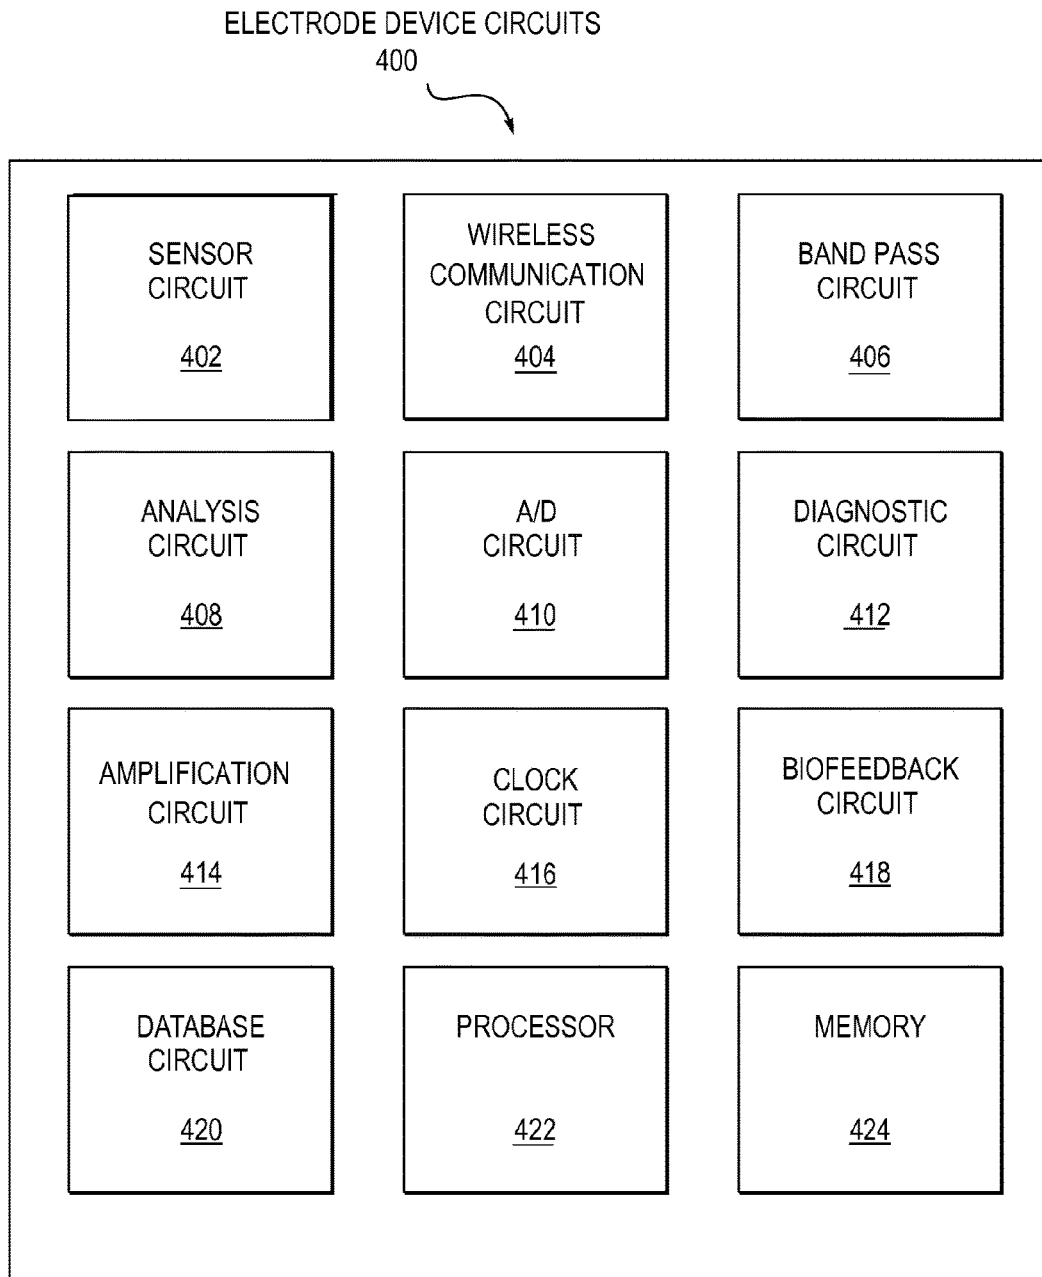 ELECTRODE DEVICE CIRCUITS
400
SENSOR
CIRCUIT
402
WIRELESS
COMMUNICATION
CIRCUIT
404
BAND PASS
CIRCUIT
406
ANALYSIS
CIRCUIT
408
A/D
CIRCUIT
410
DIAGNOSTIC
CIRCUIT
412
AMPLIFICATION
CIRCUIT
414
CLOCK
CIRCUIT
416
BIOFEEDBACK
CIRCUIT
418
DATABASE
CIRCUIT
420
PROCESSOR
422
MEMORY
424